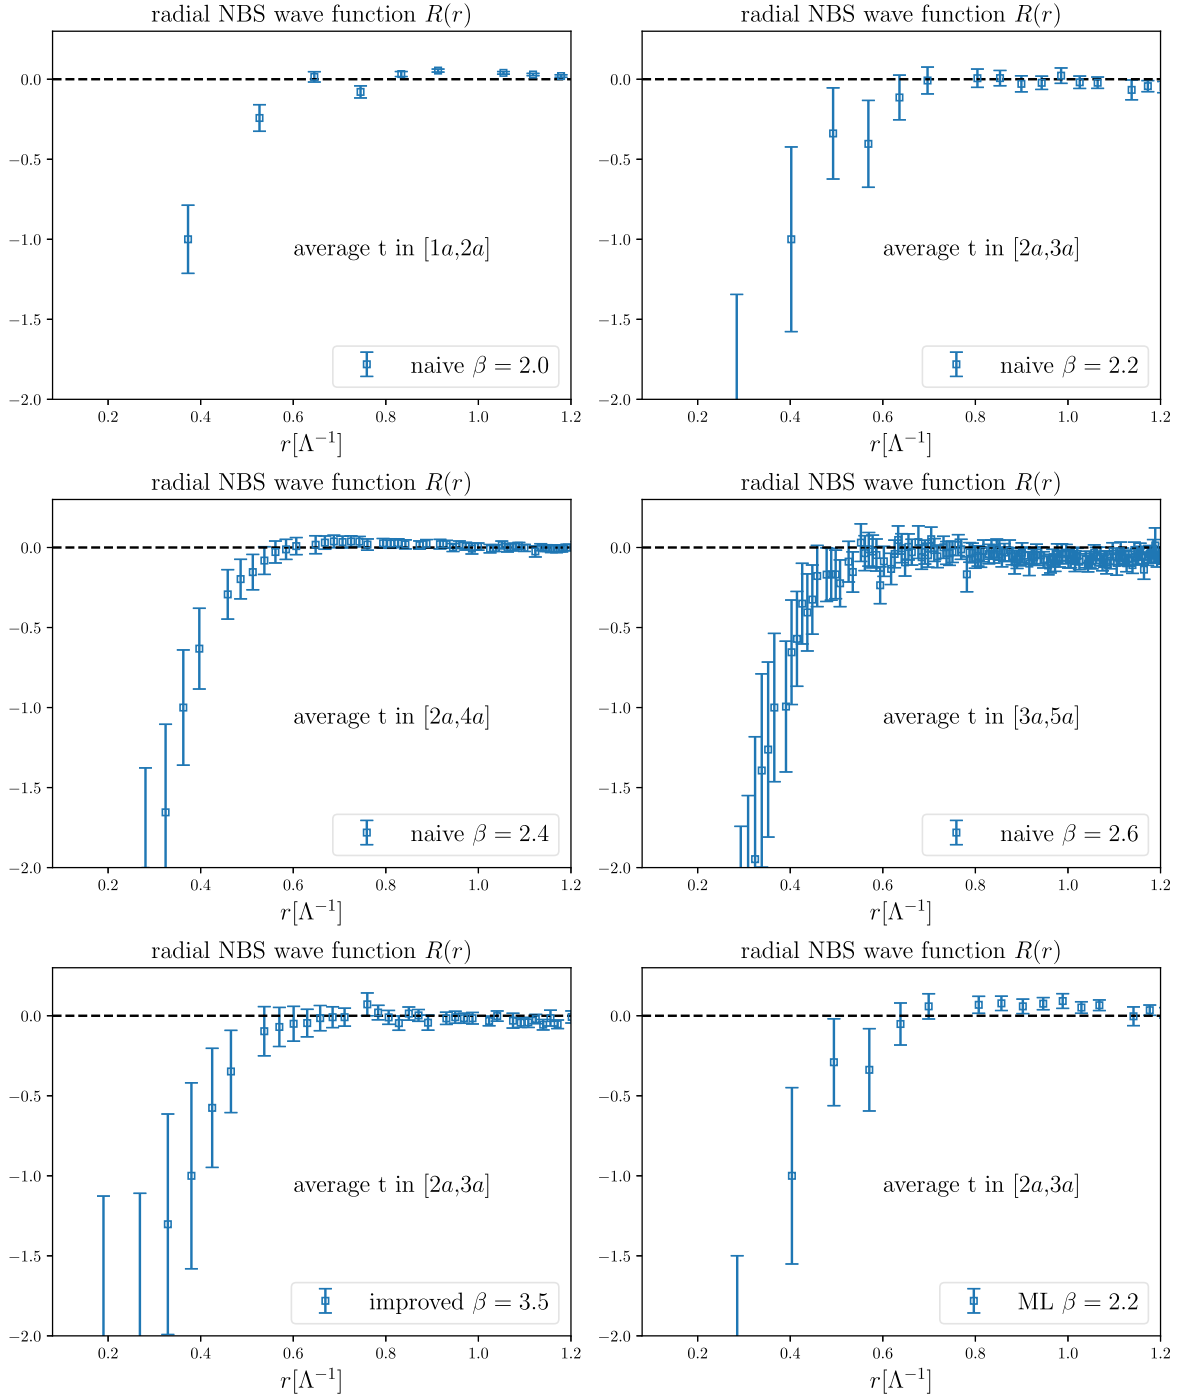 radial NBS wave function R(r)
0.0
−0.5
−1.0
−1.5
−2.0
average t in [1a,2a]
naive β = 2.0
0.2 0.4 0.6 0.8 1.0 1.2
r[Λ⁻¹]
radial NBS wave function R(r)
0.0
−0.5
−1.0
−1.5
−2.0
average t in [2a,3a]
naive β = 2.2
0.2 0.4 0.6 0.8 1.0 1.2
r[Λ⁻¹]
radial NBS wave function R(r)
0.0
−0.5
−1.0
−1.5
−2.0
average t in [2a,4a]
naive β = 2.4
0.2 0.4 0.6 0.8 1.0 1.2
r[Λ⁻¹]
radial NBS wave function R(r)
0.0
−0.5
−1.0
−1.5
−2.0
average t in [3a,5a]
naive β = 2.6
0.2 0.4 0.6 0.8 1.0 1.2
r[Λ⁻¹]
radial NBS wave function R(r)
0.0
−0.5
−1.0
−1.5
−2.0
average t in [2a,3a]
improved β = 3.5
0.2 0.4 0.6 0.8 1.0 1.2
r[Λ⁻¹]
radial NBS wave function R(r)
0.0
−0.5
−1.0
−1.5
−2.0
average t in [2a,3a]
ML β = 2.2
0.2 0.4 0.6 0.8 1.0 1.2
r[Λ⁻¹]